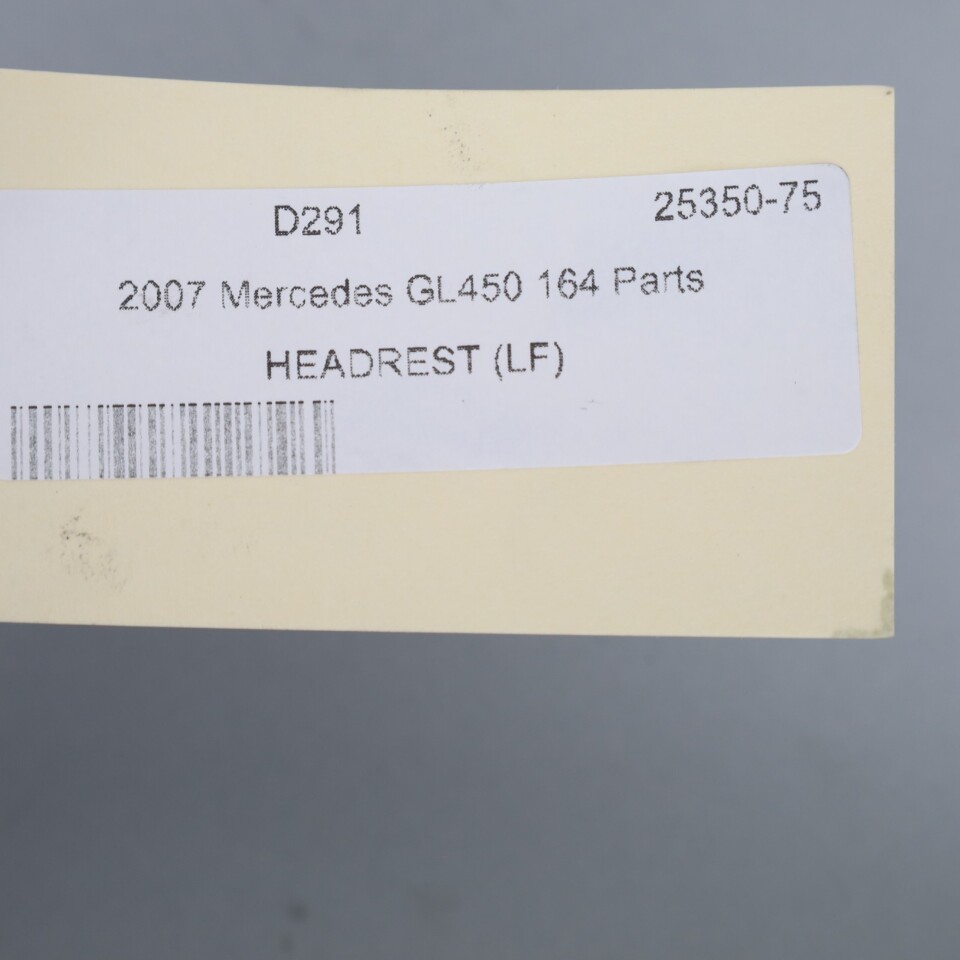 D291 25350-75
2007 Mercedes GL450 164 Parts
HEADREST (LF)